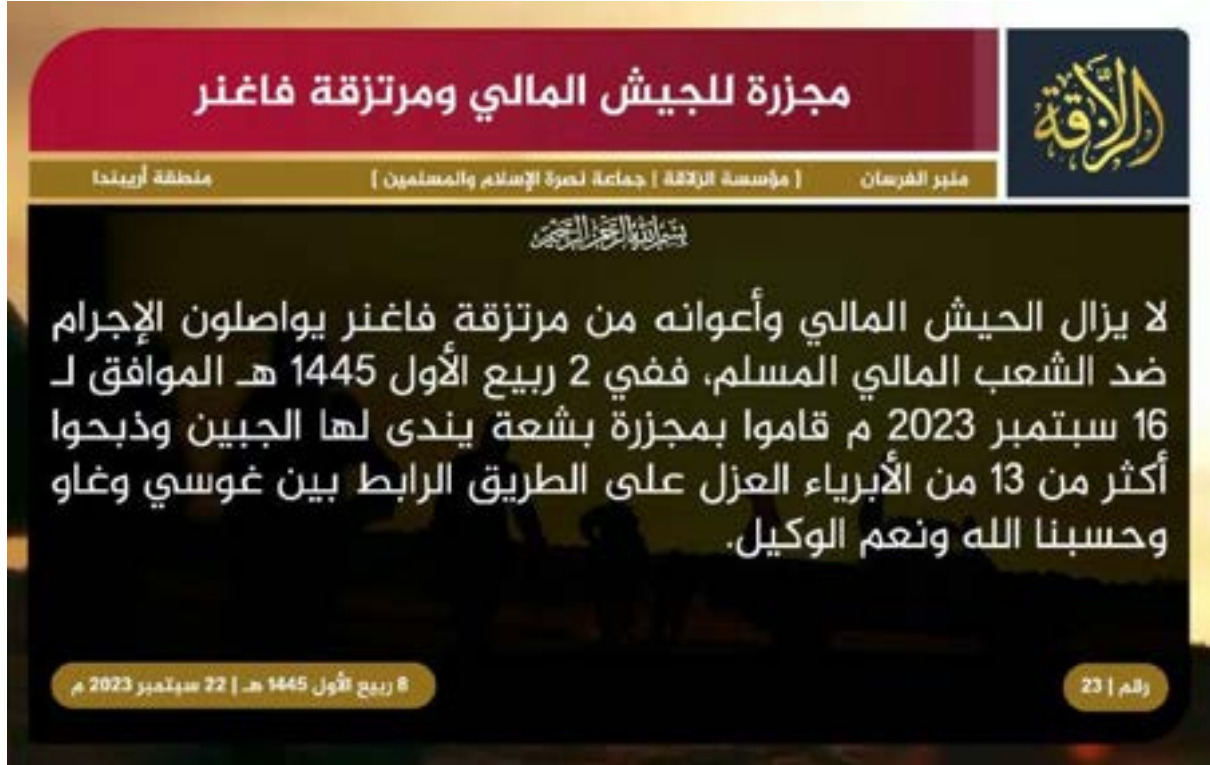 الزلاقة
مجزرة للجيش المالي ومرتزقة فاغنر
منبر الفرسان [ مؤسسة الزلاقة | جماعة نصرة الإسلام والمسلمين ] منطقة أربيندا
بسم الله الرحمن الرحيم
لا يزال الحيش المالي وأعوانه من مرتزقة فاغنر يواصلون الإجرام
ضد الشعب المالي المسلم، ففي 2 ربيع الأول 1445 هـ الموافق لـ
16 سبتمبر 2023 م قاموا بمجزرة بشعة يندى لها الجبين وذبحوا
أكثر من 13 من الأبرياء العزل على الطريق الرابط بين غوسي وغاو
وحسبنا الله ونعم الوكيل.
رقم | 23
8 ربيع الأول 1445 هـ | 22 سبتمبر 2023 م